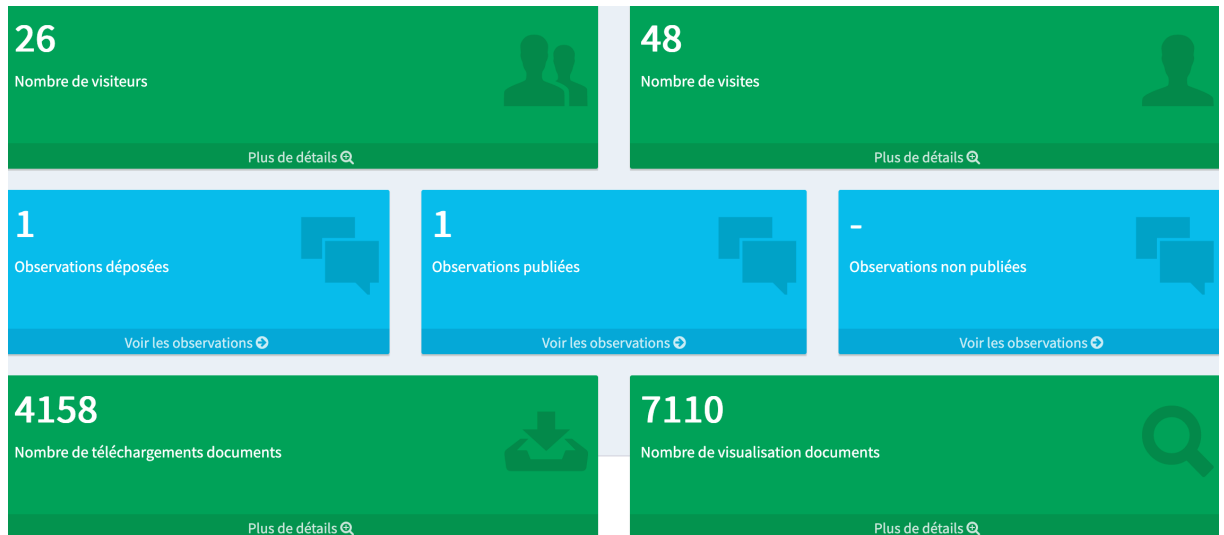 26
Nombre de visiteurs
Plus de détails
48
Nombre de visites
Plus de détails
1
Observations déposées
Voir les observations
1
Observations publiées
Voir les observations
-
Observations non publiées
Voir les observations
4158
Nombre de téléchargements documents
Plus de détails
7110
Nombre de visualisation documents
Plus de détails